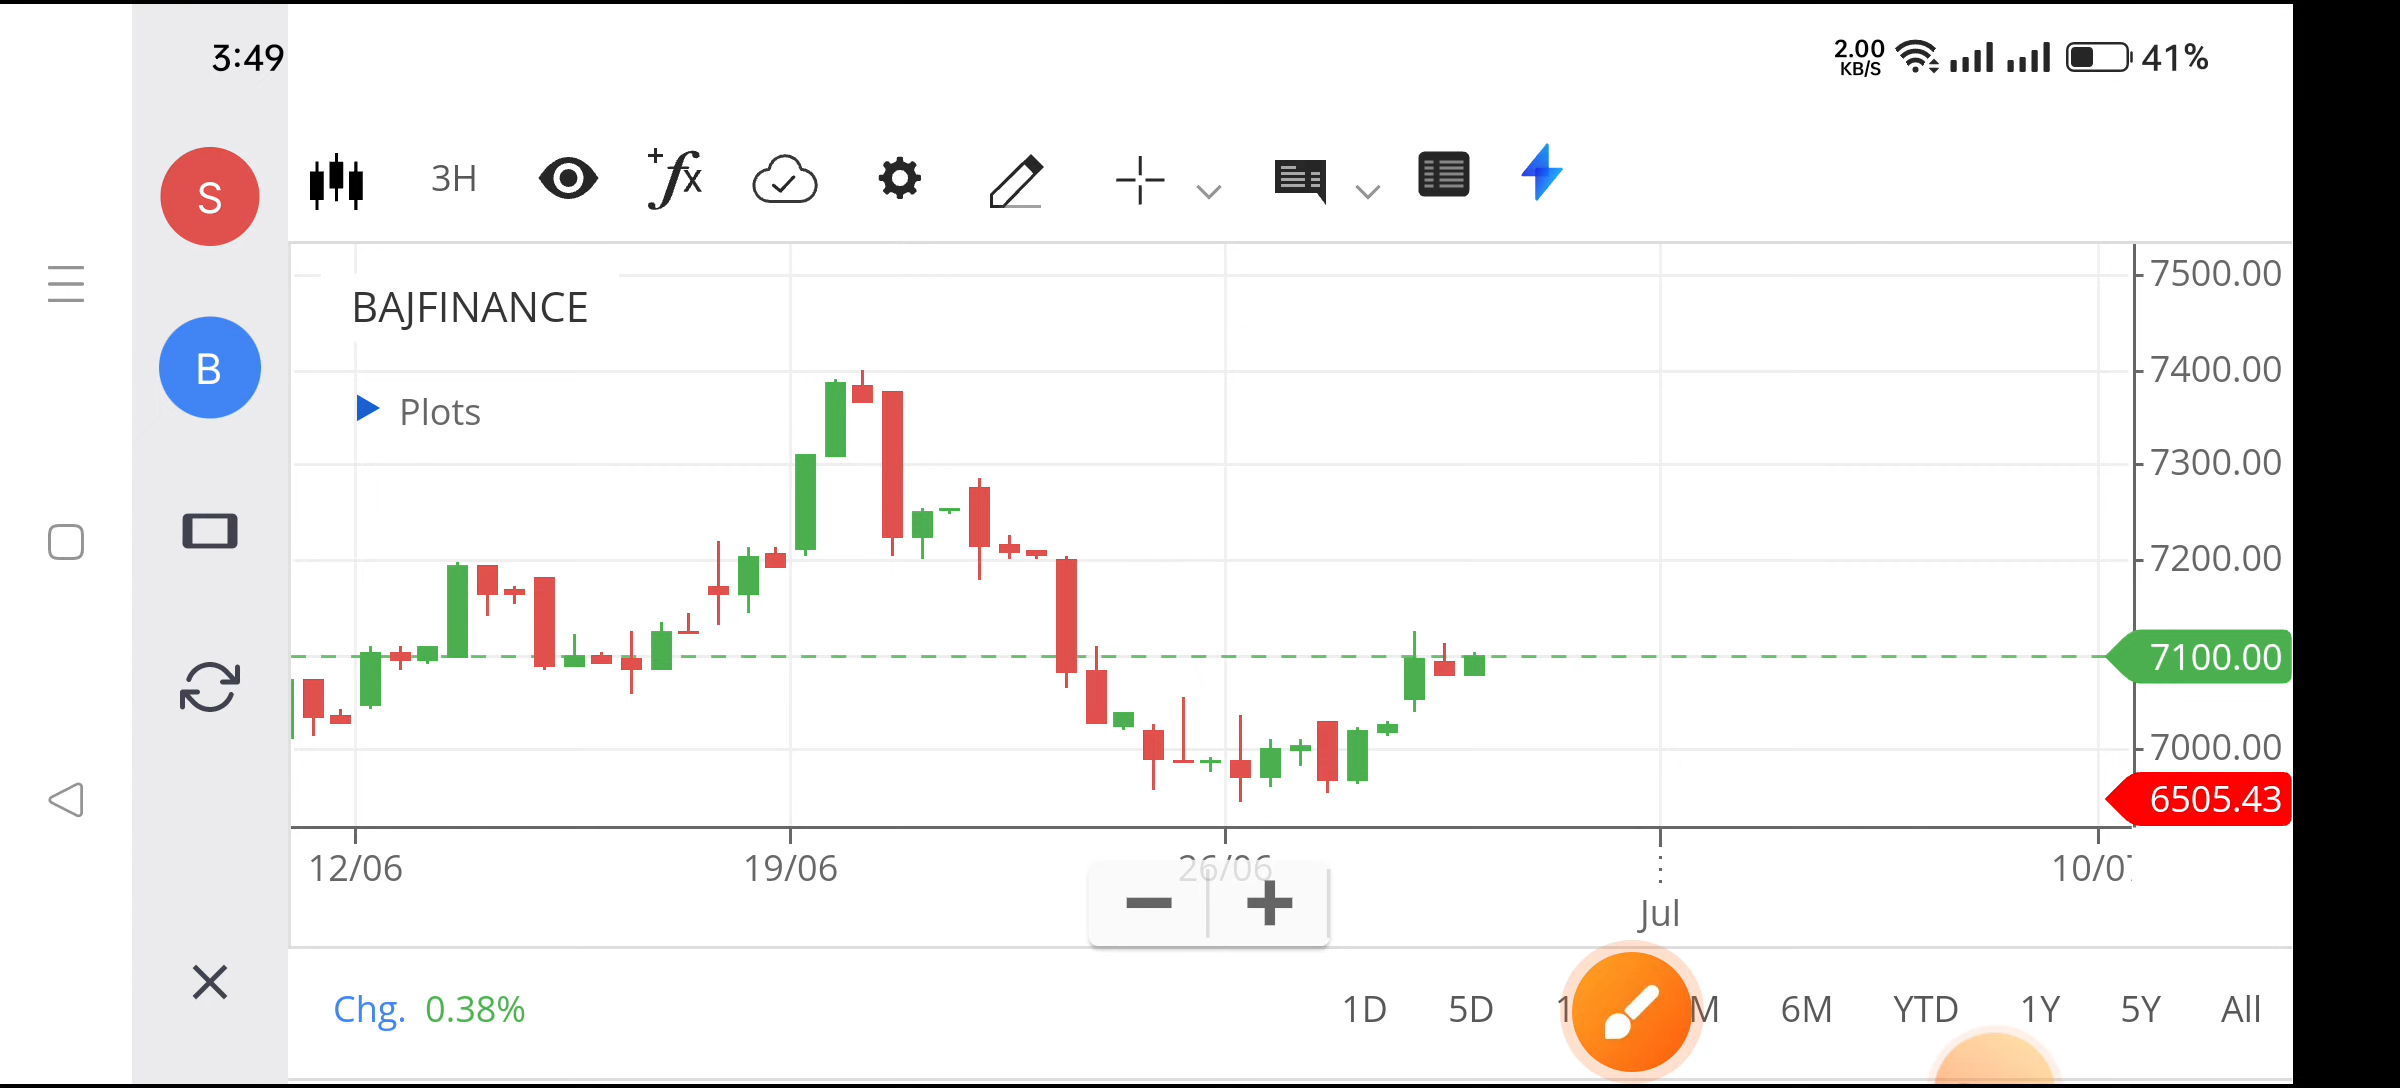 3:49
2.00
KB/S
41%
S
3H
fx
B
BAJFINANCE
Plots
7500.00
7400.00
7300.00
7200.00
7100.00
7000.00
6505.43
12/06
19/06
26/06
Jul
Chg. 0.38%
1D
5D
6M
YTD
1Y
5Y
All